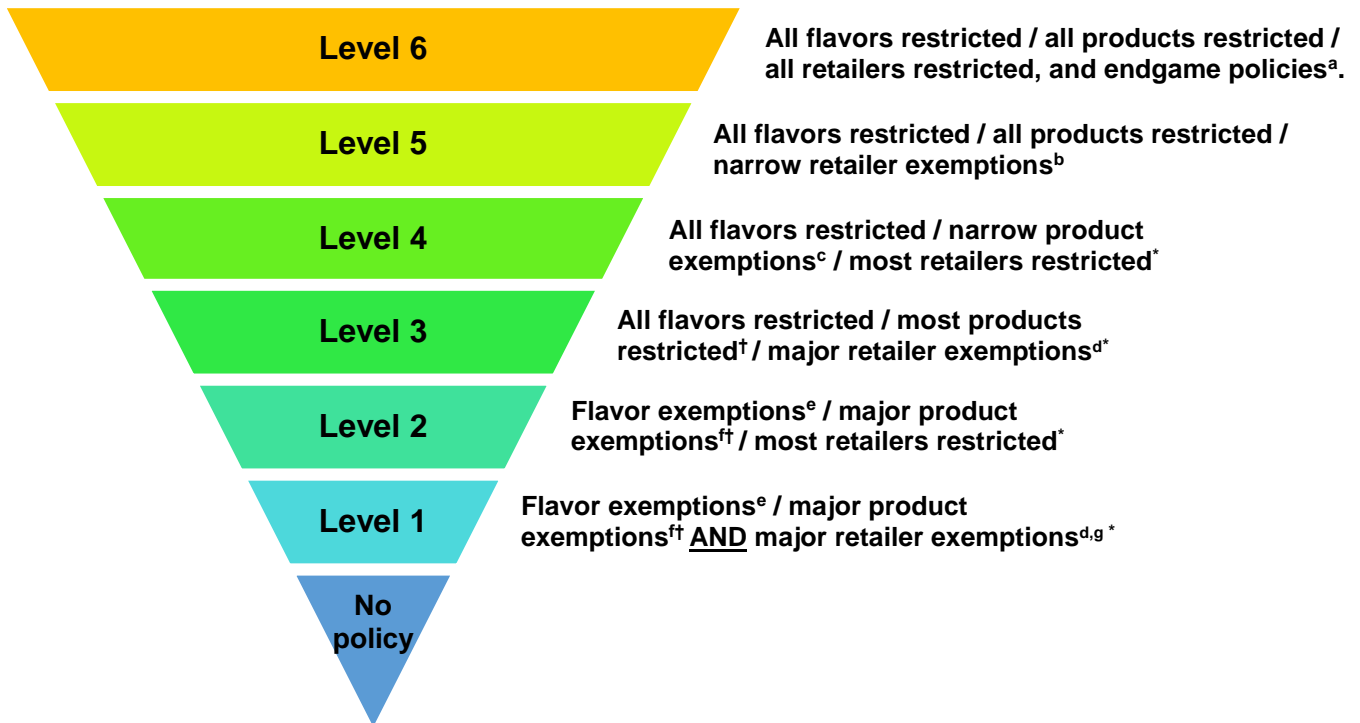 Level 6
All flavors restricted / all products restricted /
all retailers restricted, and endgame policiesᵃ.
Level 5
All flavors restricted / all products restricted /
narrow retailer exemptionsᵇ
Level 4
All flavors restricted / narrow product
exemptionsᶜ / most retailers restricted*
Level 3
All flavors restricted / most products
restricted† / major retailer exemptionsᵈ*
Level 2
Flavor exemptionsᵉ / major product
exemptionsᶠ† / most retailers restricted*
Level 1
Flavor exemptionsᵉ / major product
exemptionsᶠ† AND major retailer exemptionsᵈ,ᵍ *
No
policy